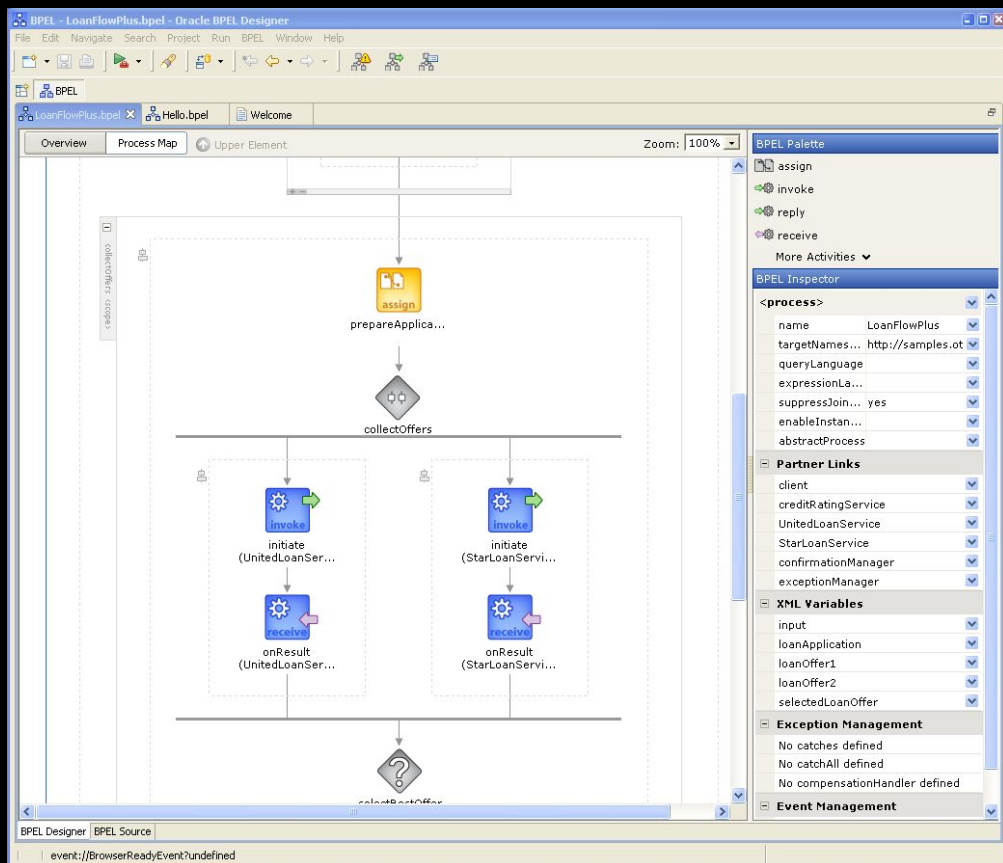 BPEL - LoanFlowPlus.bpel - Oracle BPEL Designer
File Edit Navigate Search Project Run BPEL Window Help
BPEL
LoanFlowPlus.bpel Hello.bpel Welcome
Overview Process Map Upper Element Zoom: 100%
collectOffers <scope>
assign
prepareApplica...
collectOffers
invoke
initiate
(UnitedLoanSer...
invoke
initiate
(StarLoanServi...
receive
onResult
(UnitedLoanSer...
receive
onResult
(StarLoanServi...
selectBestOffer
BPEL Palette
assign
invoke
reply
receive
More Activities
BPEL Inspector
<process>
name LoanFlowPlus
targetNames... http://samples.ot
queryLanguage
expressionLa...
suppressJoin... yes
enableInstan...
abstractProcess
Partner Links
client
creditRatingService
UnitedLoanService
StarLoanService
confirmationManager
exceptionManager
XML Variables
input
loanApplication
loanOffer1
loanOffer2
selectedLoanOffer
Exception Management
No catches defined
No catchAll defined
No compensationHandler defined
Event Management
BPEL Designer BPEL Source
event://BrowserReadyEvent?undefined